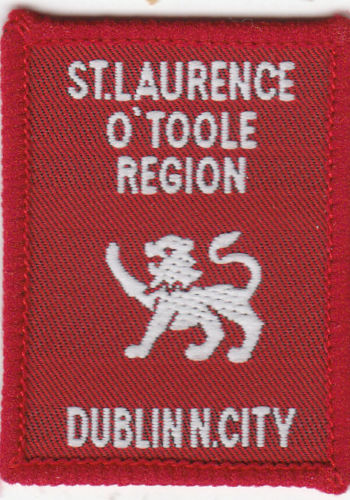 ST.LAURENCE
O'TOOLE
REGION
DUBLIN N.CITY